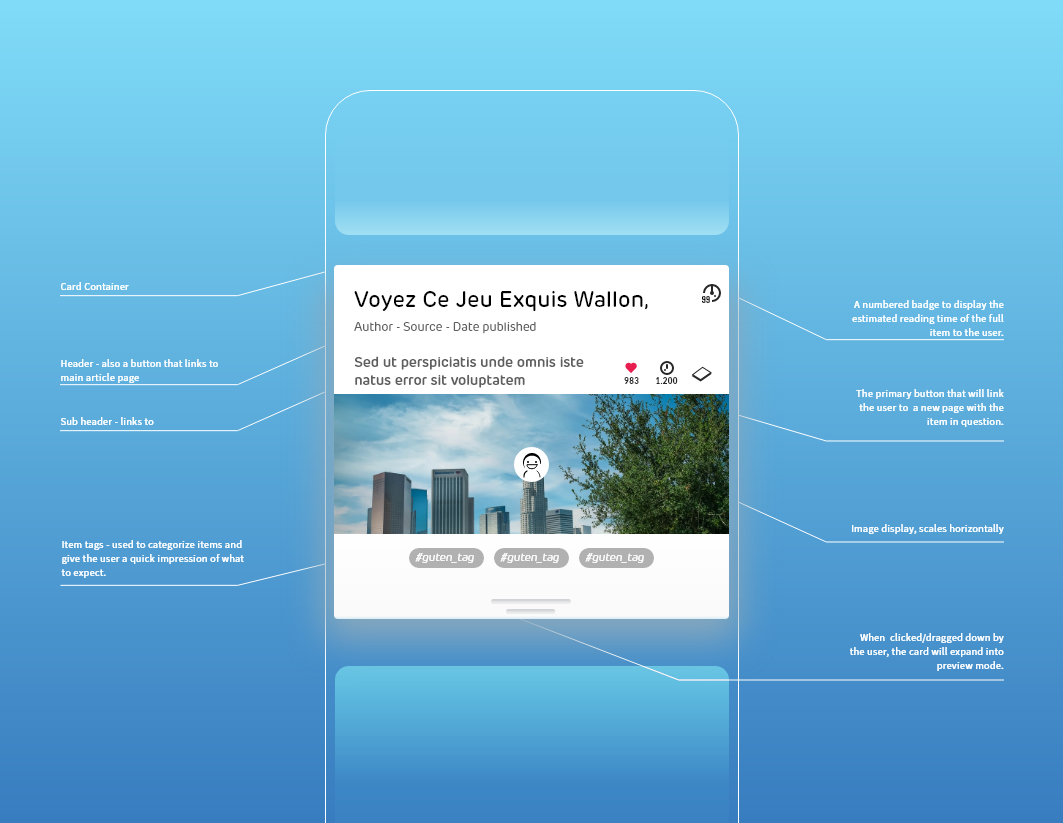 Card Container
Header - also a button that links to
main article page
Sub header - links to
Item tags - used to categorize items and
give the user a quick impression of what
to expect.
Voyez Ce Jeu Exquis Wallon,
99
Author - Source - Date published
Sed ut perspiciatis unde omnis iste
natus error sit voluptatem
983
1.200
#guten_tag
#guten_tag
#guten_tag
A numbered badge to display the
estimated reading time of the full
item to the user.
The primary button that will link
the user to a new page with the
item in question.
Image display, scales horizontally
When clicked/dragged down by
the user, the card will expand into
preview mode.